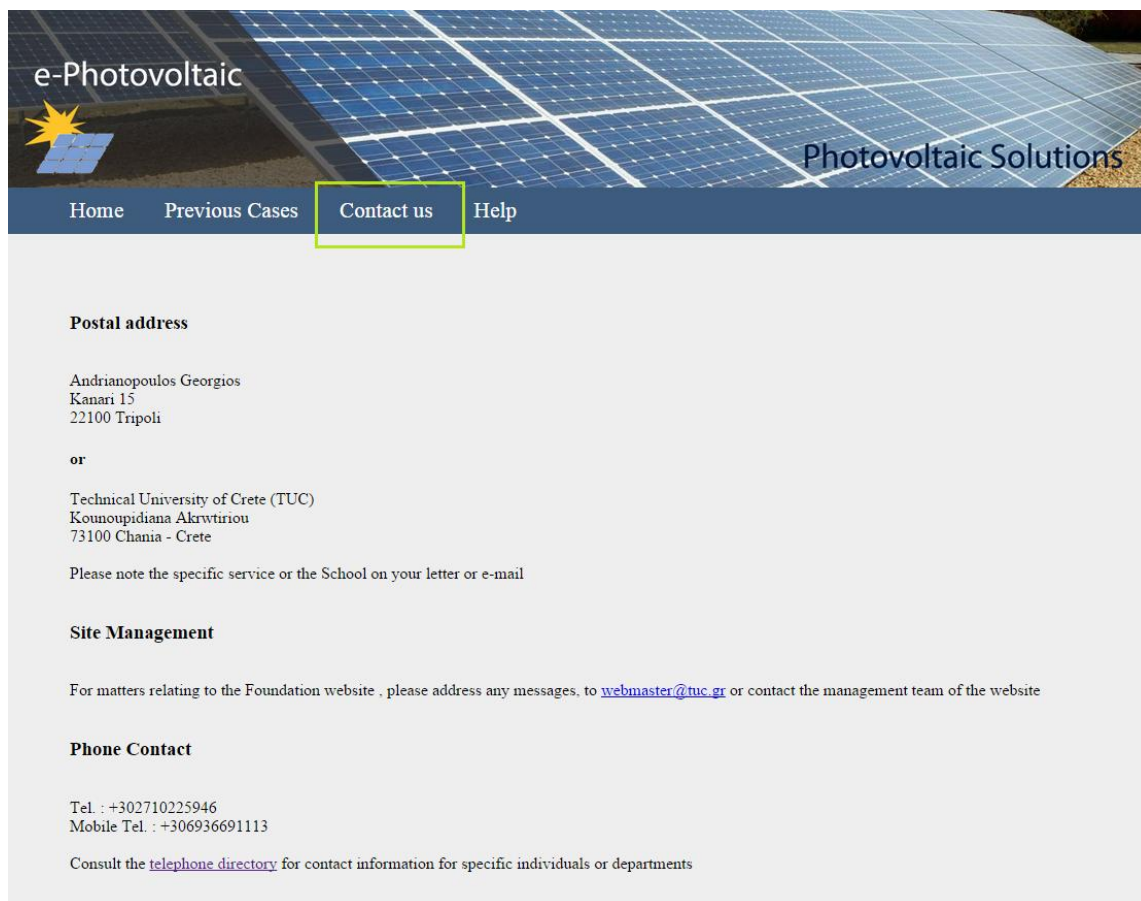 e-Photovoltaic
Photovoltaic Solutions
Home Previous Cases Contact us Help
Postal address
Andrianopoulos Georgios
Kanari 15
22100 Tripoli
or
Technical University of Crete (TUC)
Kounoupidiana Akrwtiriou
73100 Chania - Crete
Please note the specific service or the School on your letter or e-mail
Site Management
For matters relating to the Foundation website , please address any messages, to webmaster@tuc.gr or contact the management team of the website
Phone Contact
Tel. : +302710225946
Mobile Tel. : +306936691113
Consult the telephone directory for contact information for specific individuals or departments